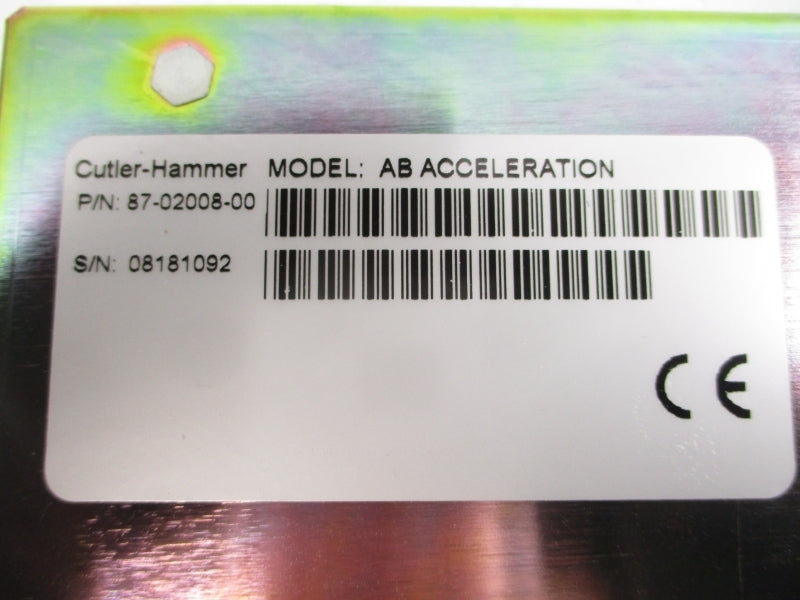 Cutler-Hammer MODEL: AB ACCELERATION
P/N: 87-02008-00
S/N: 08181092
CE